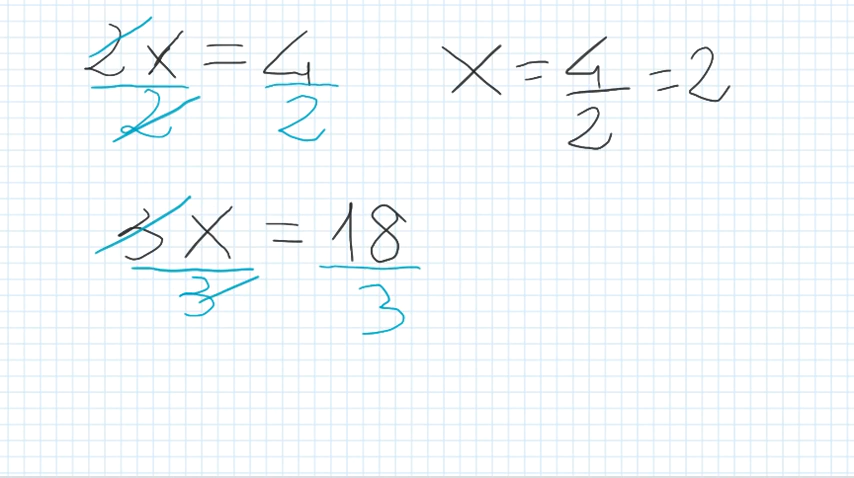 2x = 4 x = 4 = 2
2 2 2
3x = 18
3 3